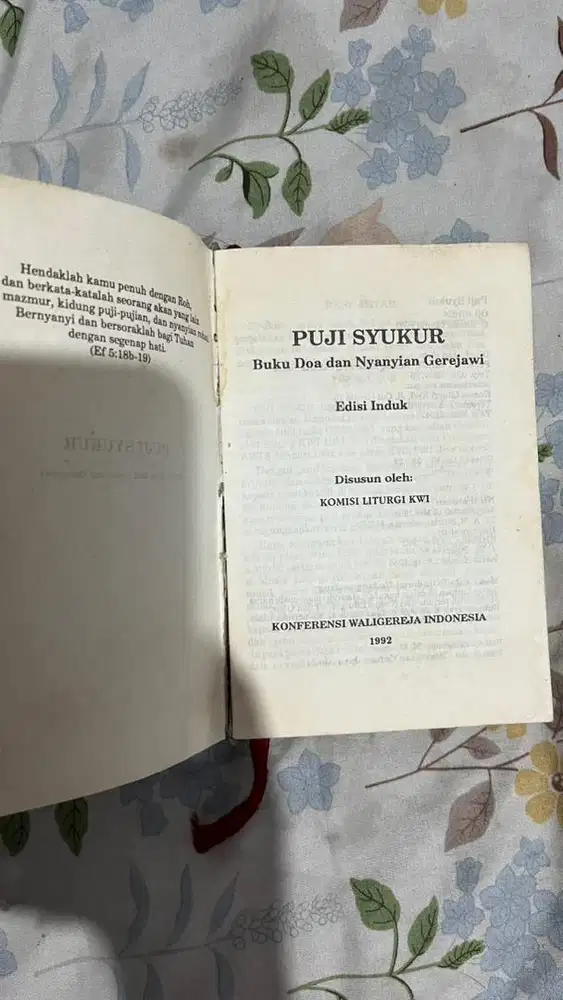 Hendaklah kamu penuh dengan Roh,
dan berkata-katalah seorang akan yang lain
mazmur, kidung puji-pujian, dan nyanyian rohani.
Bernyanyi dan bersoraklah bagi Tuhan
dengan segenap hati.
(Ef 5:18b-19)
PUJI SYUKUR
Buku Doa dan Nyanyian Gerejawi
Edisi Induk
Disusun oleh:
KOMISI LITURGI KWI
KONFERENSI WALIGEREJA INDONESIA
1992